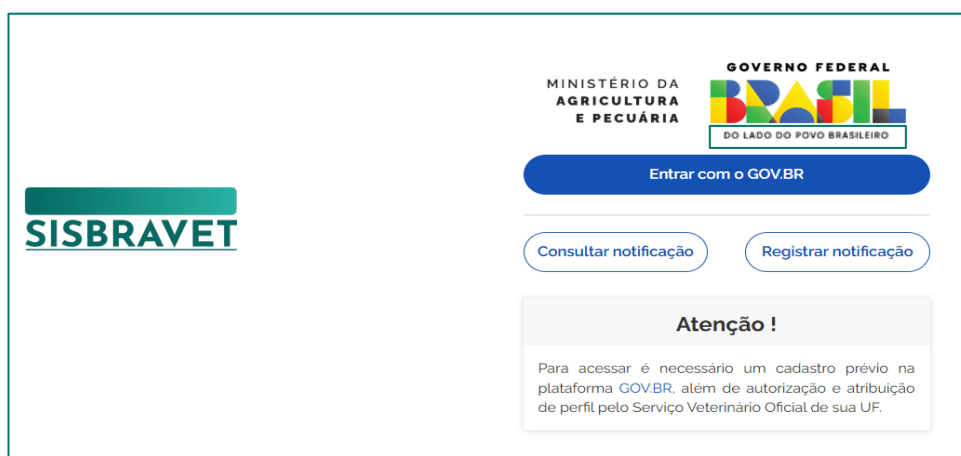 MINISTÉRIO DA
AGRICULTURA
E PECUÁRIA
GOVERNO FEDERAL
BRASIL
DO LADO DO POVO BRASILEIRO
Entrar com o GOV.BR
SISBRAVET
Consultar notificação
Registrar notificação
Atenção !
Para acessar é necessário um cadastro prévio na
plataforma GOV.BR, além de autorização e atribuição
de perfil pelo Serviço Veterinário Oficial de sua UF.